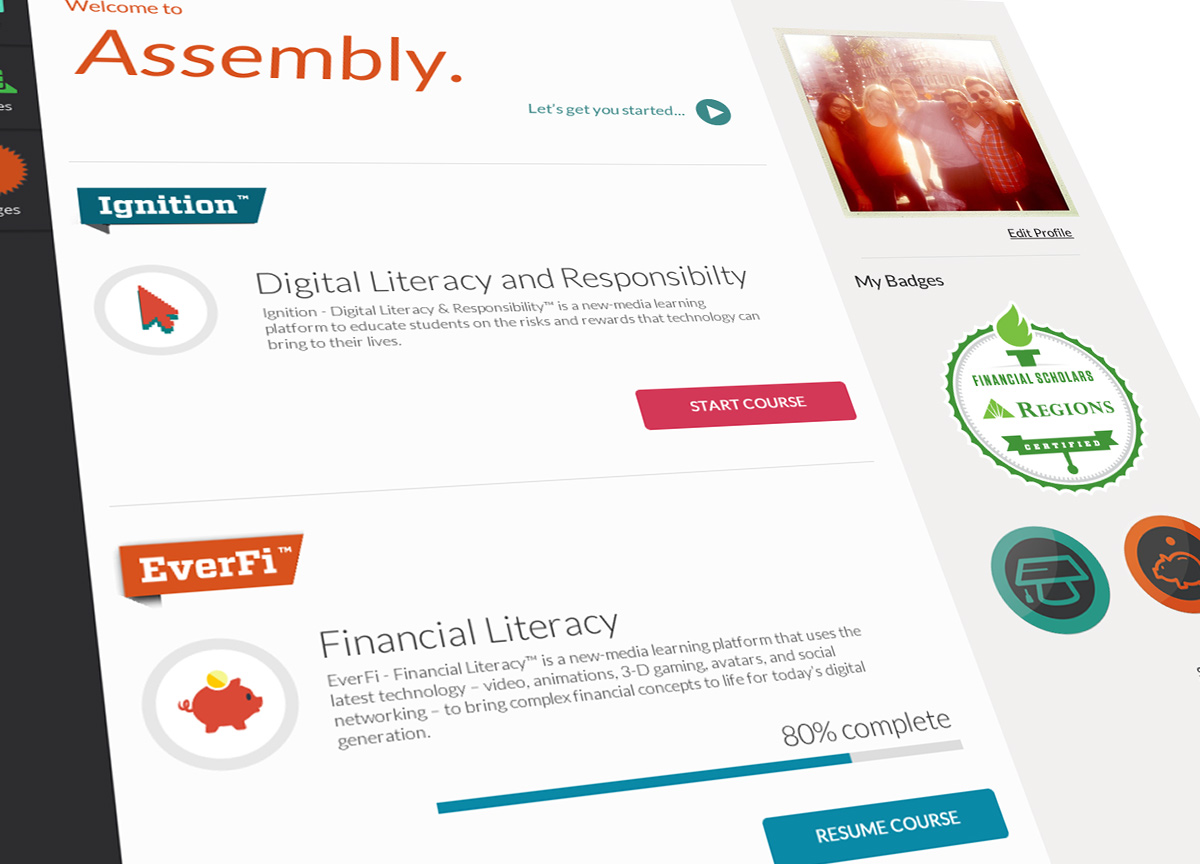 Welcome to
Assembly.
Let's get you started...
Ignition™
Digital Literacy and Responsibilty
Ignition - Digital Literacy & Responsibility™ is a new-media learning
platform to educate students on the risks and rewards that technology can
bring to their lives.
START COURSE
EverFi™
Financial Literacy
EverFi - Financial Literacy™ is a new-media learning platform that uses the
latest technology – video, animations, 3-D gaming, avatars, and social
networking – to bring complex financial concepts to life for today's digital
generation.
80% complete
RESUME COURSE
Edit Profile
My Badges
FINANCIAL SCHOLARS
REGIONS
CERTIFIED